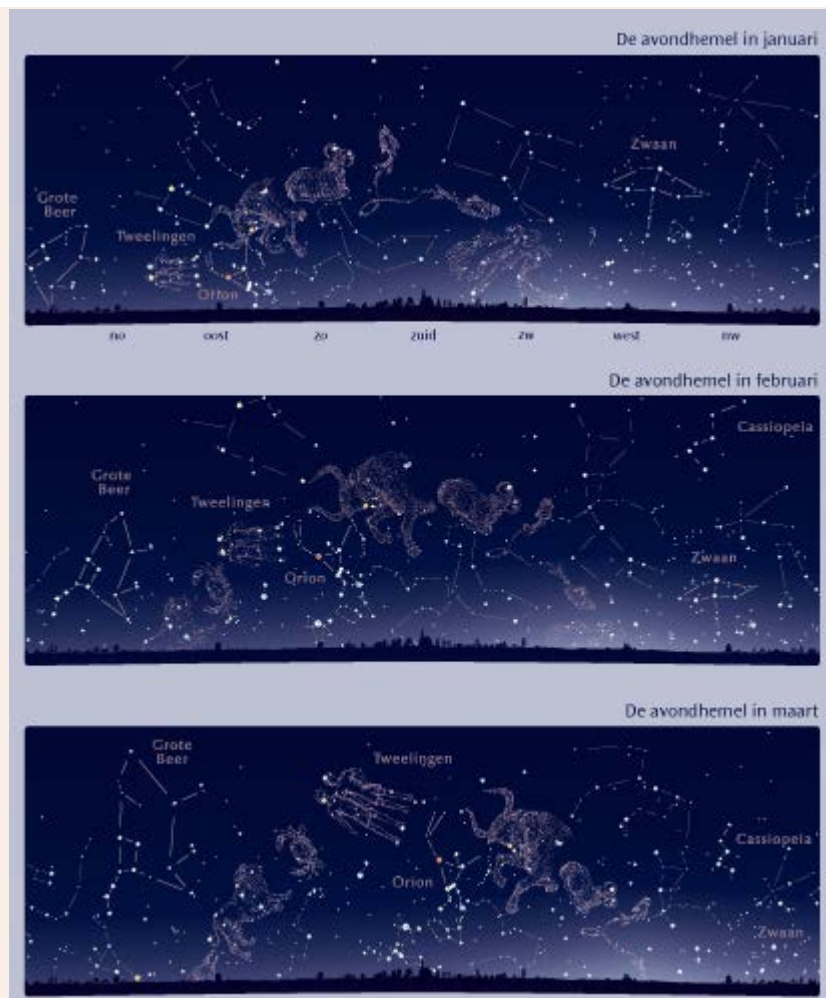 De avondhemel in januari
Zwaan
Grote
Beer
Tweelingen
Orion
no
oost
zo
zuid
zw
west
nw
De avondhemel in februari
Cassiopeia
Grote
Beer
Tweelingen
Orion
Zwaan
De avondhemel in maart
Grote
Beer
Tweelingen
Cassiopeia
Orion
Zwaan